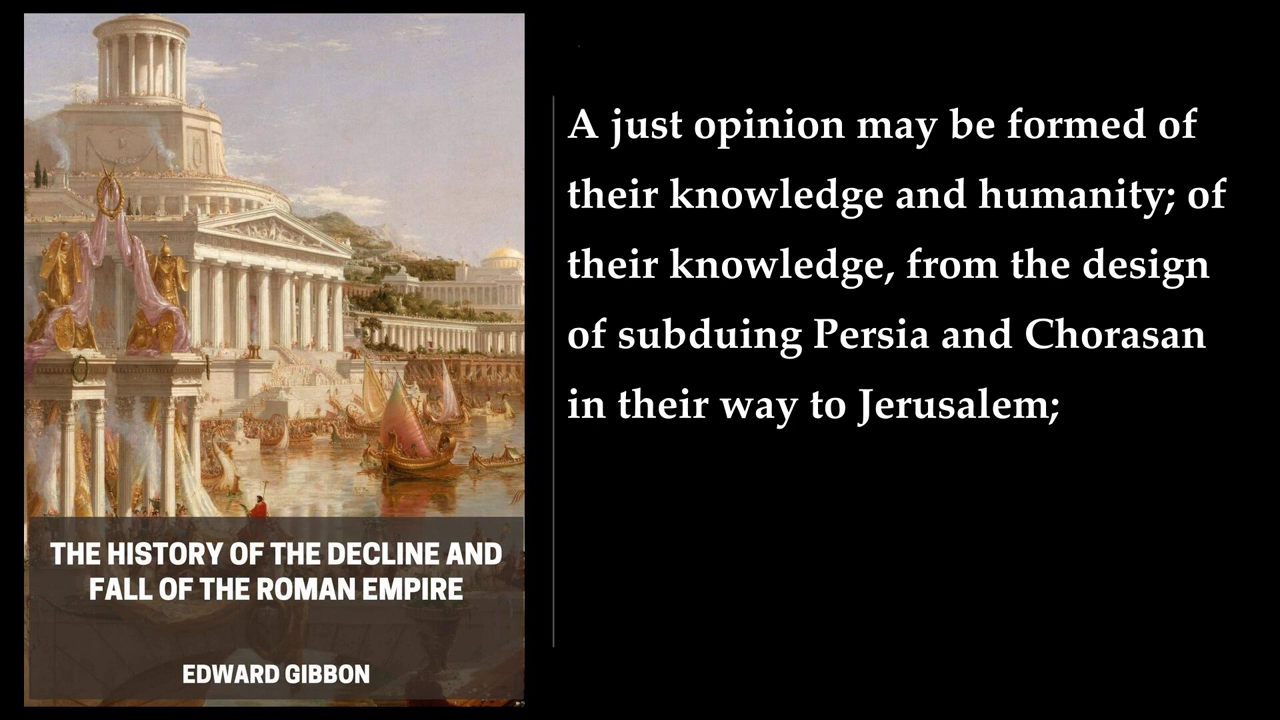 THE HISTORY OF THE DECLINE AND
FALL OF THE ROMAN EMPIRE
EDWARD GIBBON
A just opinion may be formed of
their knowledge and humanity; of
their knowledge, from the design
of subduing Persia and Chorasan
in their way to Jerusalem;